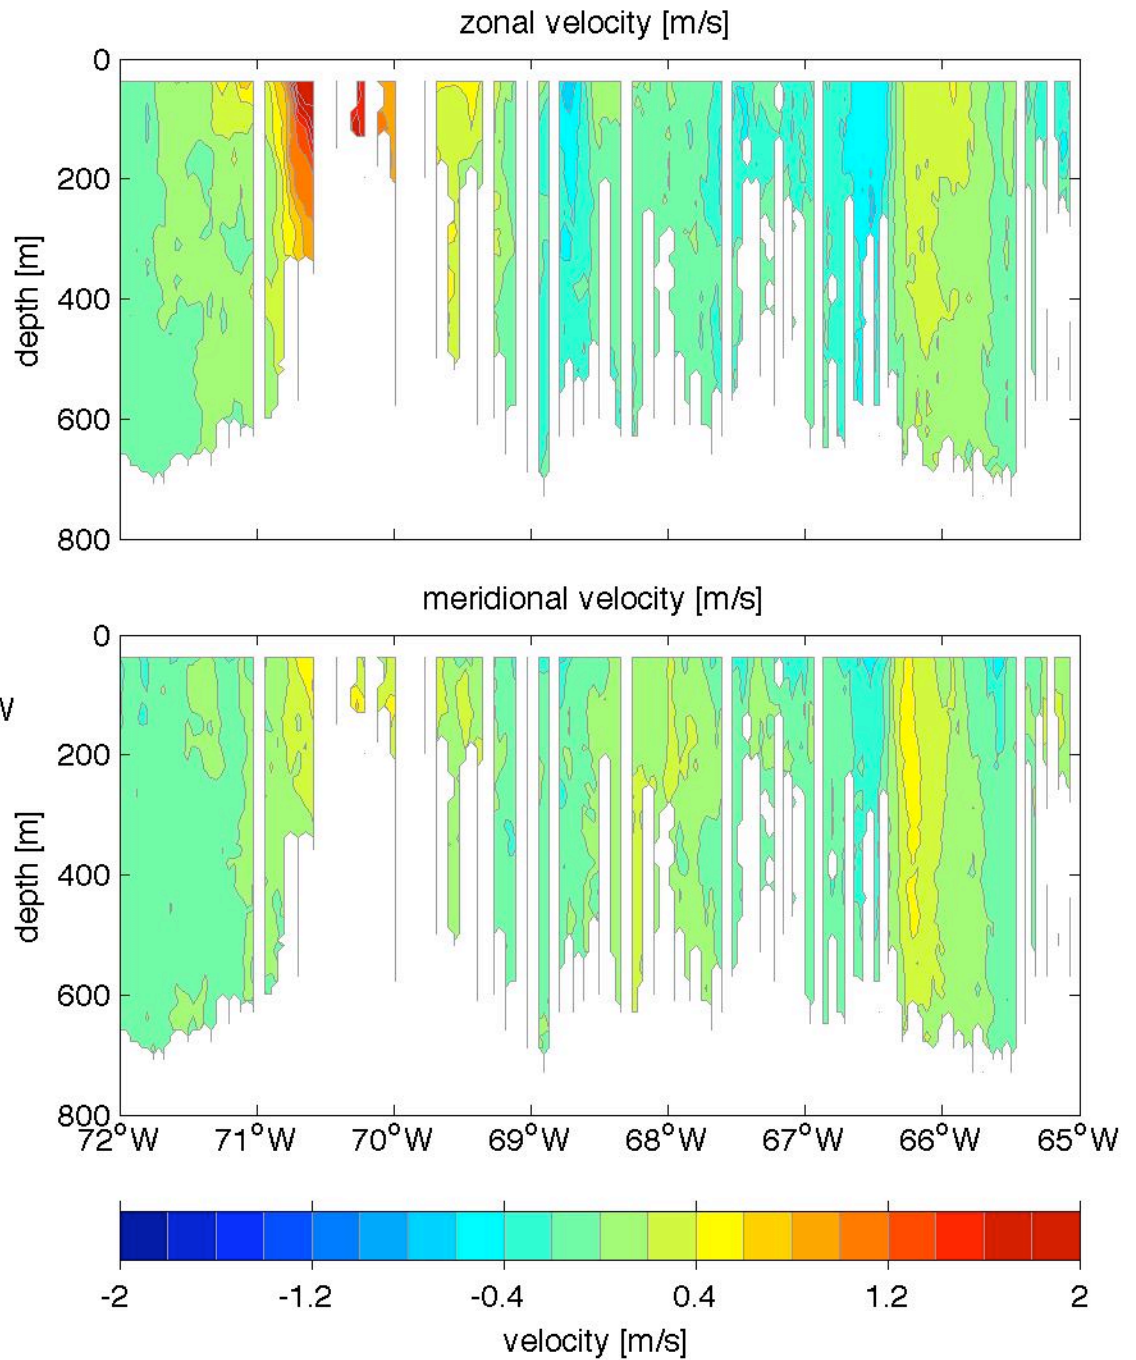 zonal velocity [m/s]
0
200
400
600
800
depth [m]
meridional velocity [m/s]
0
200
400
600
800
depth [m]
W
72°W 71°W 70°W 69°W 68°W 67°W 66°W 65°W
-2 -1.2 -0.4 0.4 1.2 2
velocity [m/s]